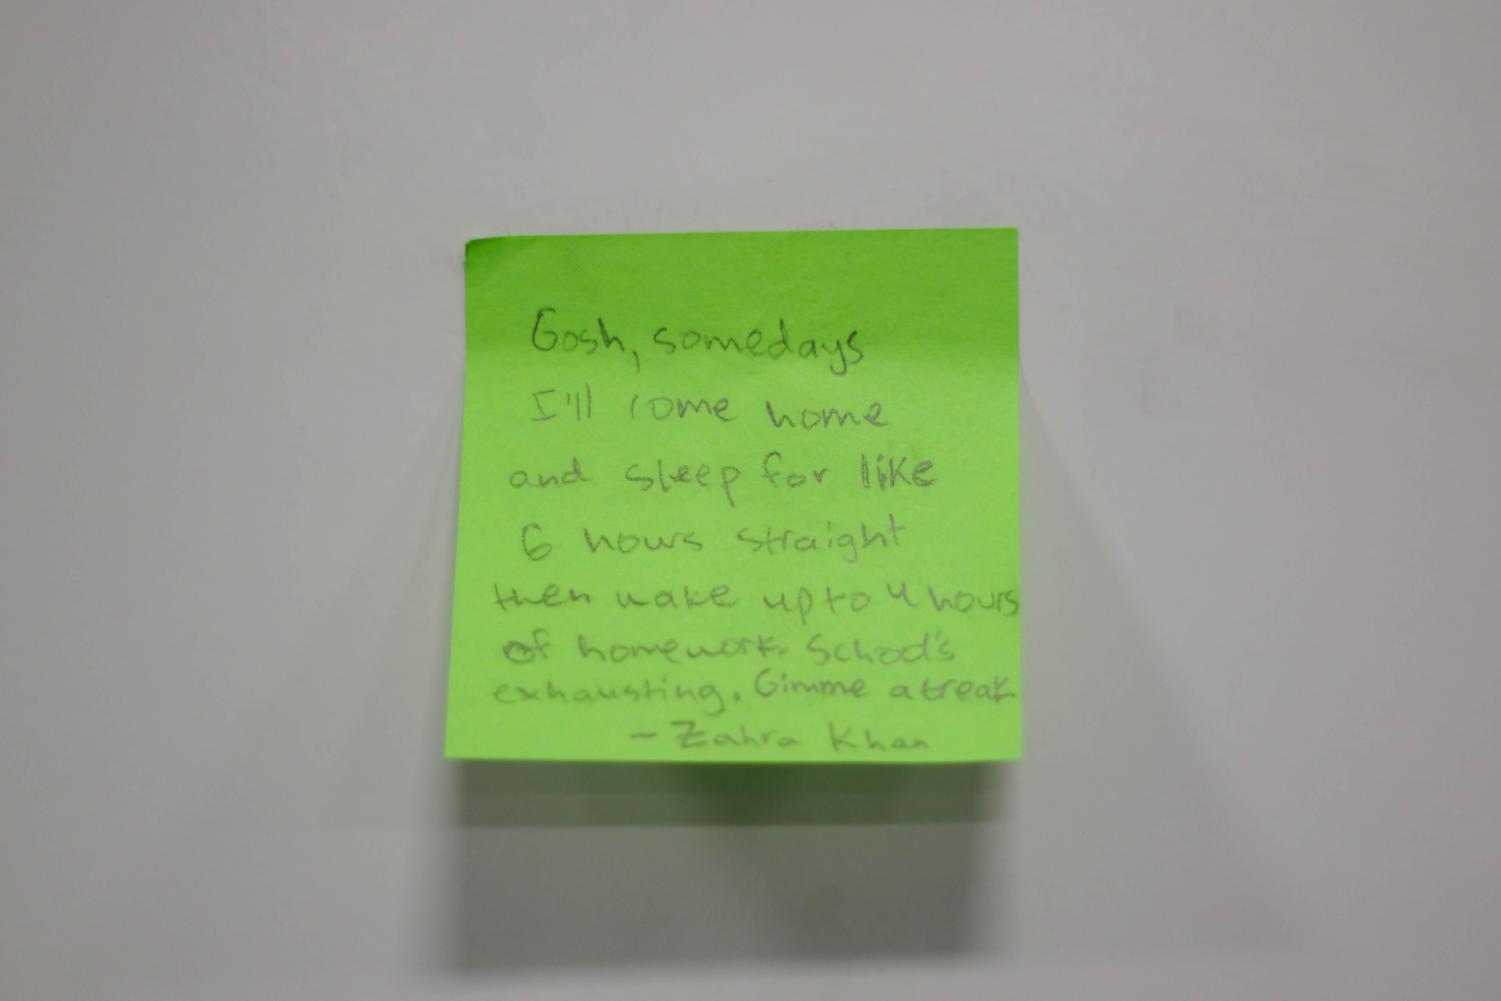 Gosh, somedays
I'll come home
and sleep for like
6 hours straight
then wake up to 4 hours
of homework. School's
exhausting. Gimme a break
- Zahra Khan